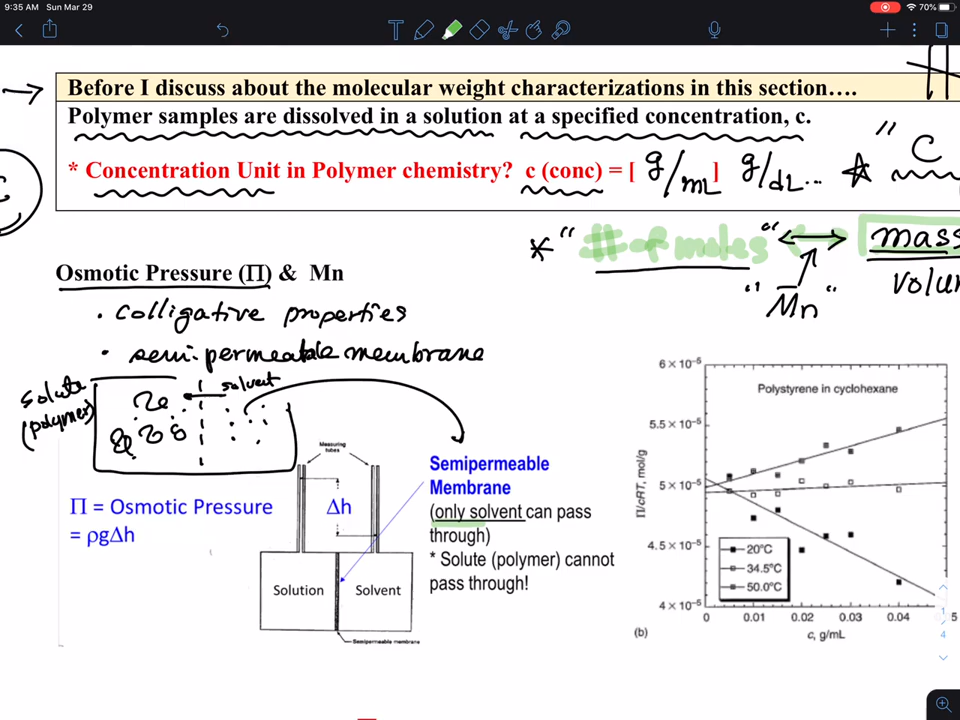 9:35 AM Sun Mar 29
70%
Before I discuss about the molecular weight characterizations in this section….
Polymer samples are dissolved in a solution at a specified concentration, c.
* Concentration Unit in Polymer chemistry? c (conc) = [ g/mL ] g/dL...
" C
* " # of moles " ↔ mass
volu
" Mn "
Osmotic Pressure (Π) & Mn
• colligative properties
• semi-permeable membrane
solute
(polymer)
solvent
Measuring
tubes
Δh
Π = Osmotic Pressure
= ρgΔh
Solution
Solvent
Semipermeable membrane
Semipermeable
Membrane
(only solvent can pass
through)
* Solute (polymer) cannot
pass through!
Polystyrene in cyclohexane
Π/cRT, mol/g
6 × 10⁻⁵
5.5 × 10⁻⁵
5 × 10⁻⁵
4.5 × 10⁻⁵
4 × 10⁻⁵
20°C
34.5°C
50.0°C
0 0.01 0.02 0.03 0.04 5
c, g/mL
(b)
1
4